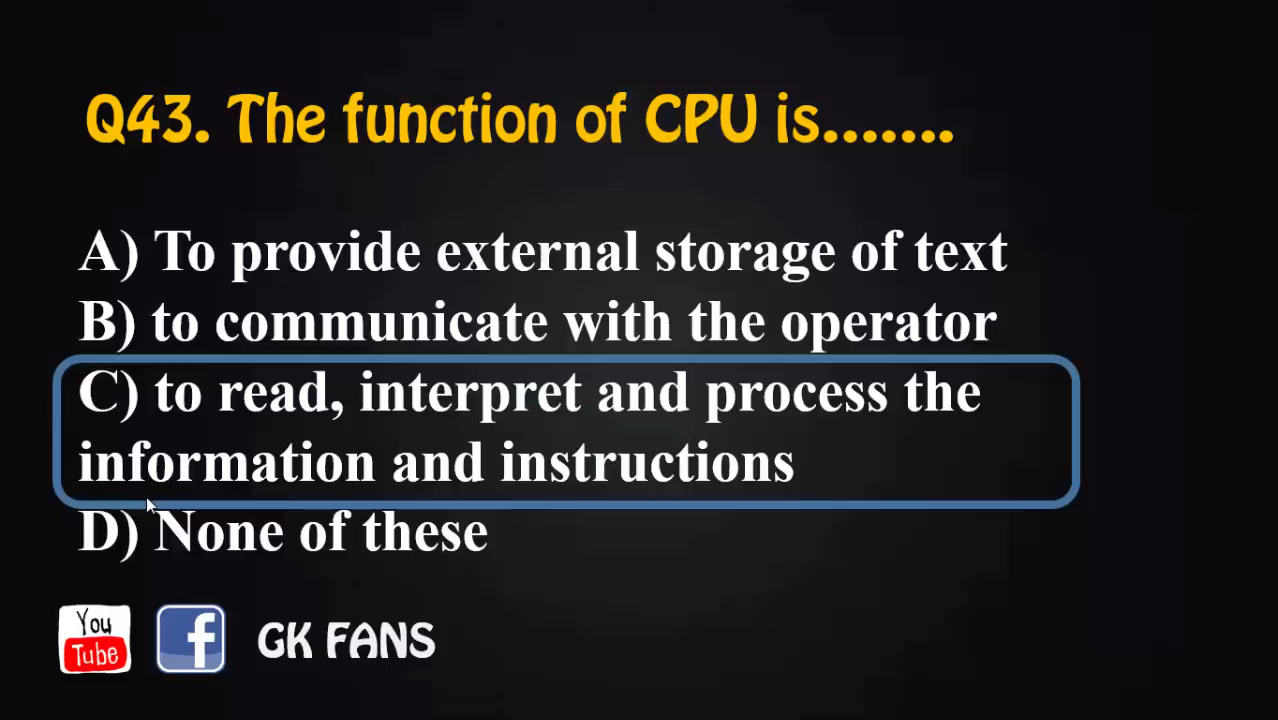 Q43. The function of CPU is.......
A) To provide external storage of text
B) to communicate with the operator
C) to read, interpret and process the
information and instructions
D) None of these
You
Tube
f
GK FANS